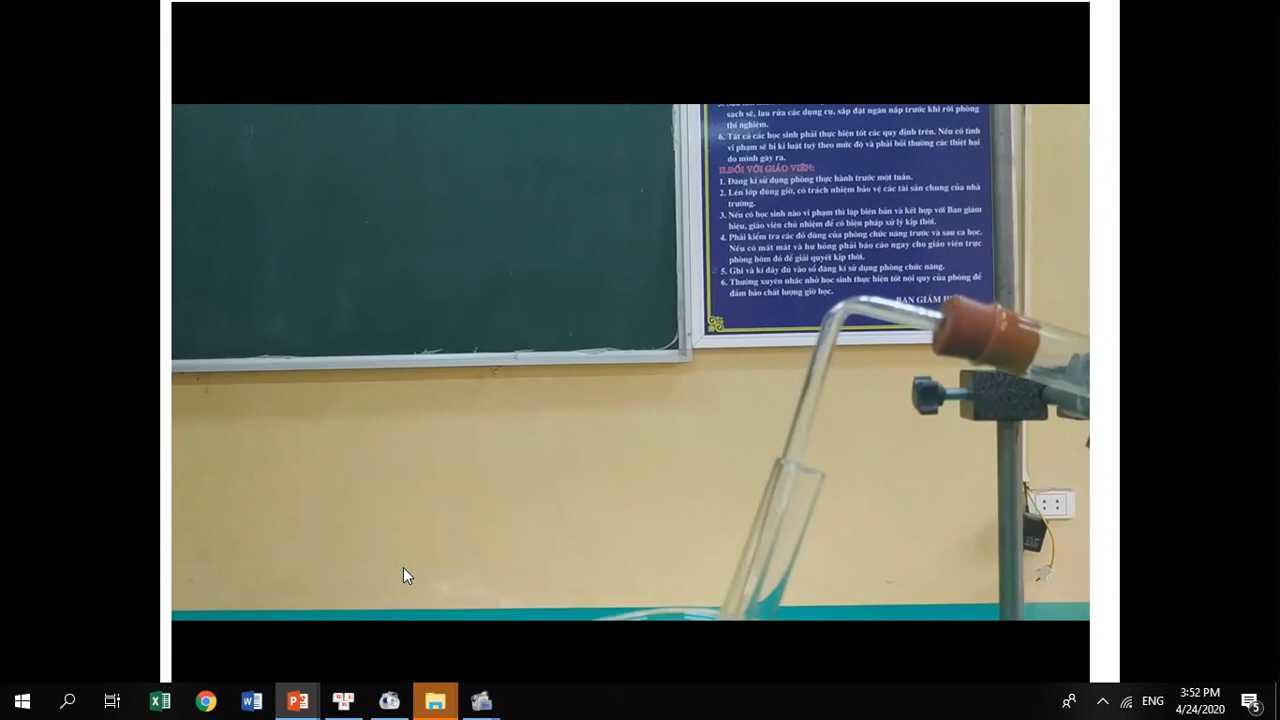 sạch sẽ, lau rửa các dụng cụ, sắp đặt ngăn nắp trước khi rời phòng
thí nghiệm.
6. Tất cả các học sinh phải thực hiện tốt các quy định trên. Nếu cố tình
vi phạm sẽ bị kỉ luật tuỳ theo mức độ và phải bồi thường các thiệt hại
do mình gây ra.
II.ĐỐI VỚI GIÁO VIÊN:
1. Đăng kí sử dụng phòng thực hành trước một tuần.
2. Lên lớp đúng giờ, có trách nhiệm bảo vệ các tài sản chung của nhà
trường.
3. Nếu có học sinh nào vi phạm thì lập biên bản và kết hợp với Ban giám
hiệu, giáo viên chủ nhiệm để có biện pháp xử lý kịp thời.
4. Phải kiểm tra các đồ dùng của phòng chức năng trước và sau ca học.
Nếu có mất mát và hư hỏng phải báo cáo ngay cho giáo viên trực
phòng hôm đó để giải quyết kịp thời.
5. Ghi và kí đầy đủ vào sổ đăng kí sử dụng phòng chức năng.
6. Thường xuyên nhắc nhở học sinh thực hiện tốt nội quy của phòng để
đảm bảo chất lượng giờ học.
BAN GIÁM
ENG
3:52 PM
4/24/2020
5